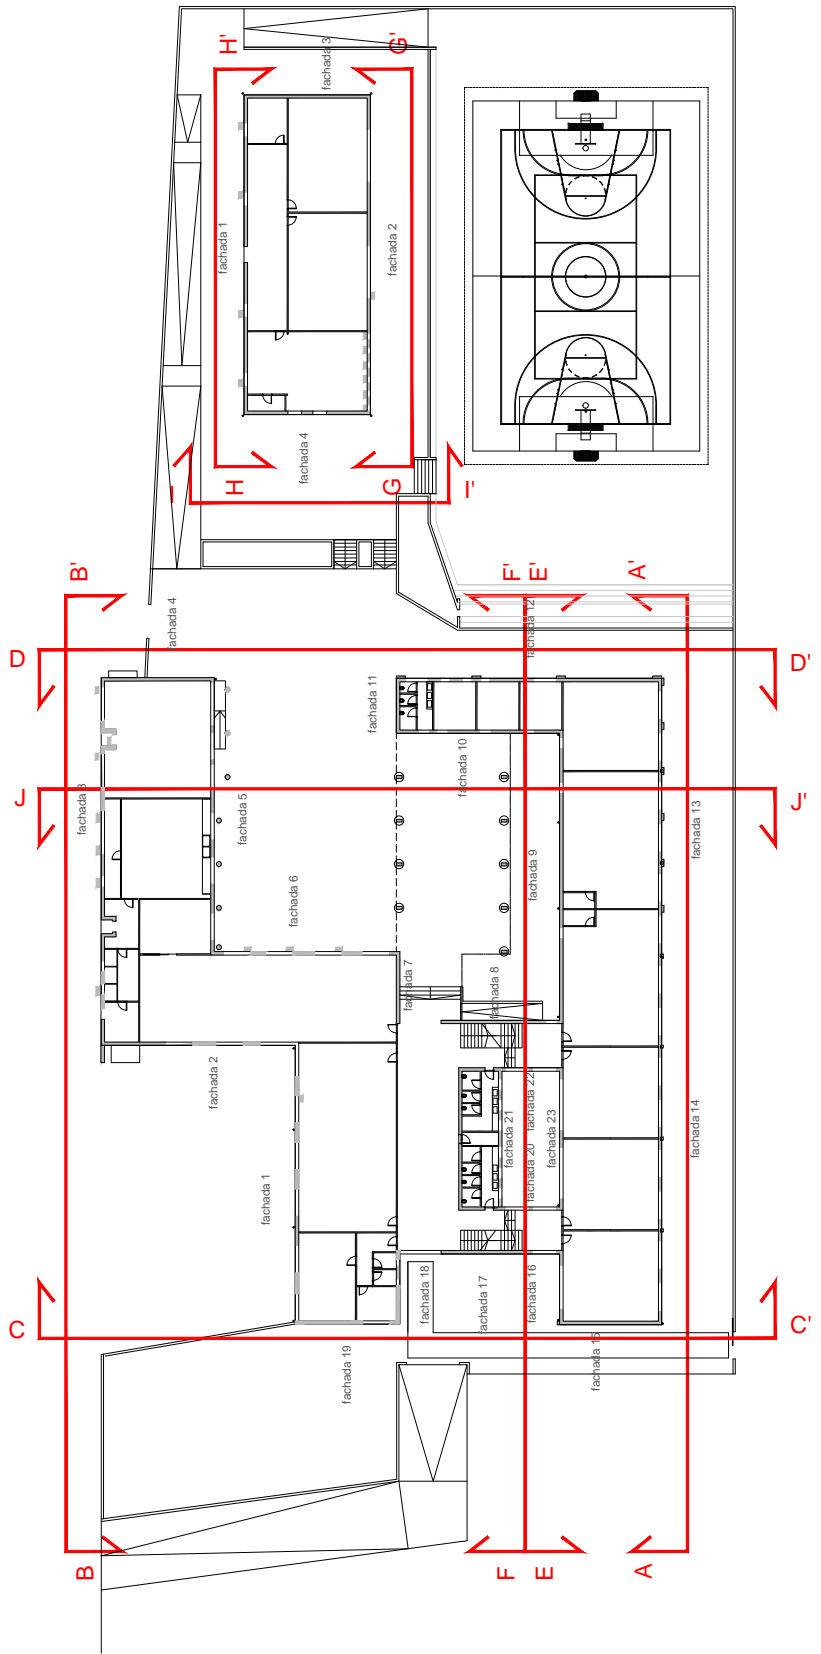 H'
G'
fachada 3
fachada 1
fachada 2
fachada 4
I
H
G
I'
B'
F'
E'
A'
fachada 4
fachada 12
D
D'
fachada 11
fachada 10
J
J'
fachada 3
fachada 5
fachada 13
fachada 9
fachada 6
fachada 7
fachada 8
fachada 2
fachada 22
fachada 21
fachada 23
fachada 14
fachada 20
fachada 1
fachada 18
fachada 17
fachada 16
C
C'
fachada 19
fachada 15
B
F
E
A